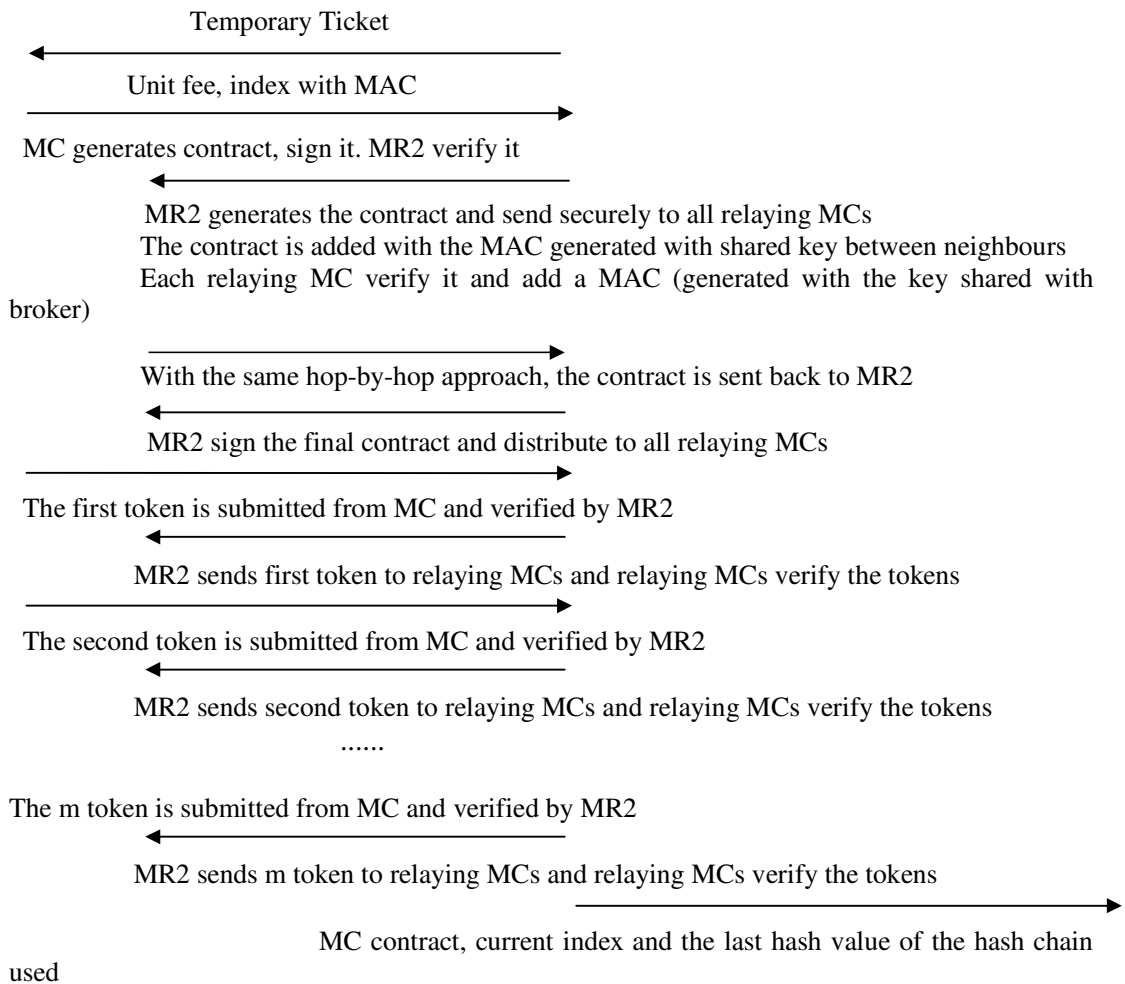 Temporary Ticket
Unit fee, index with MAC
MC generates contract, sign it. MR2 verify it
MR2 generates the contract and send securely to all relaying MCs
The contract is added with the MAC generated with shared key between neighbours
Each relaying MC verify it and add a MAC (generated with the key shared with
broker)
With the same hop-by-hop approach, the contract is sent back to MR2
MR2 sign the final contract and distribute to all relaying MCs
The first token is submitted from MC and verified by MR2
MR2 sends first token to relaying MCs and relaying MCs verify the tokens
The second token is submitted from MC and verified by MR2
MR2 sends second token to relaying MCs and relaying MCs verify the tokens
......
The m token is submitted from MC and verified by MR2
MR2 sends m token to relaying MCs and relaying MCs verify the tokens
MC contract, current index and the last hash value of the hash chain
used